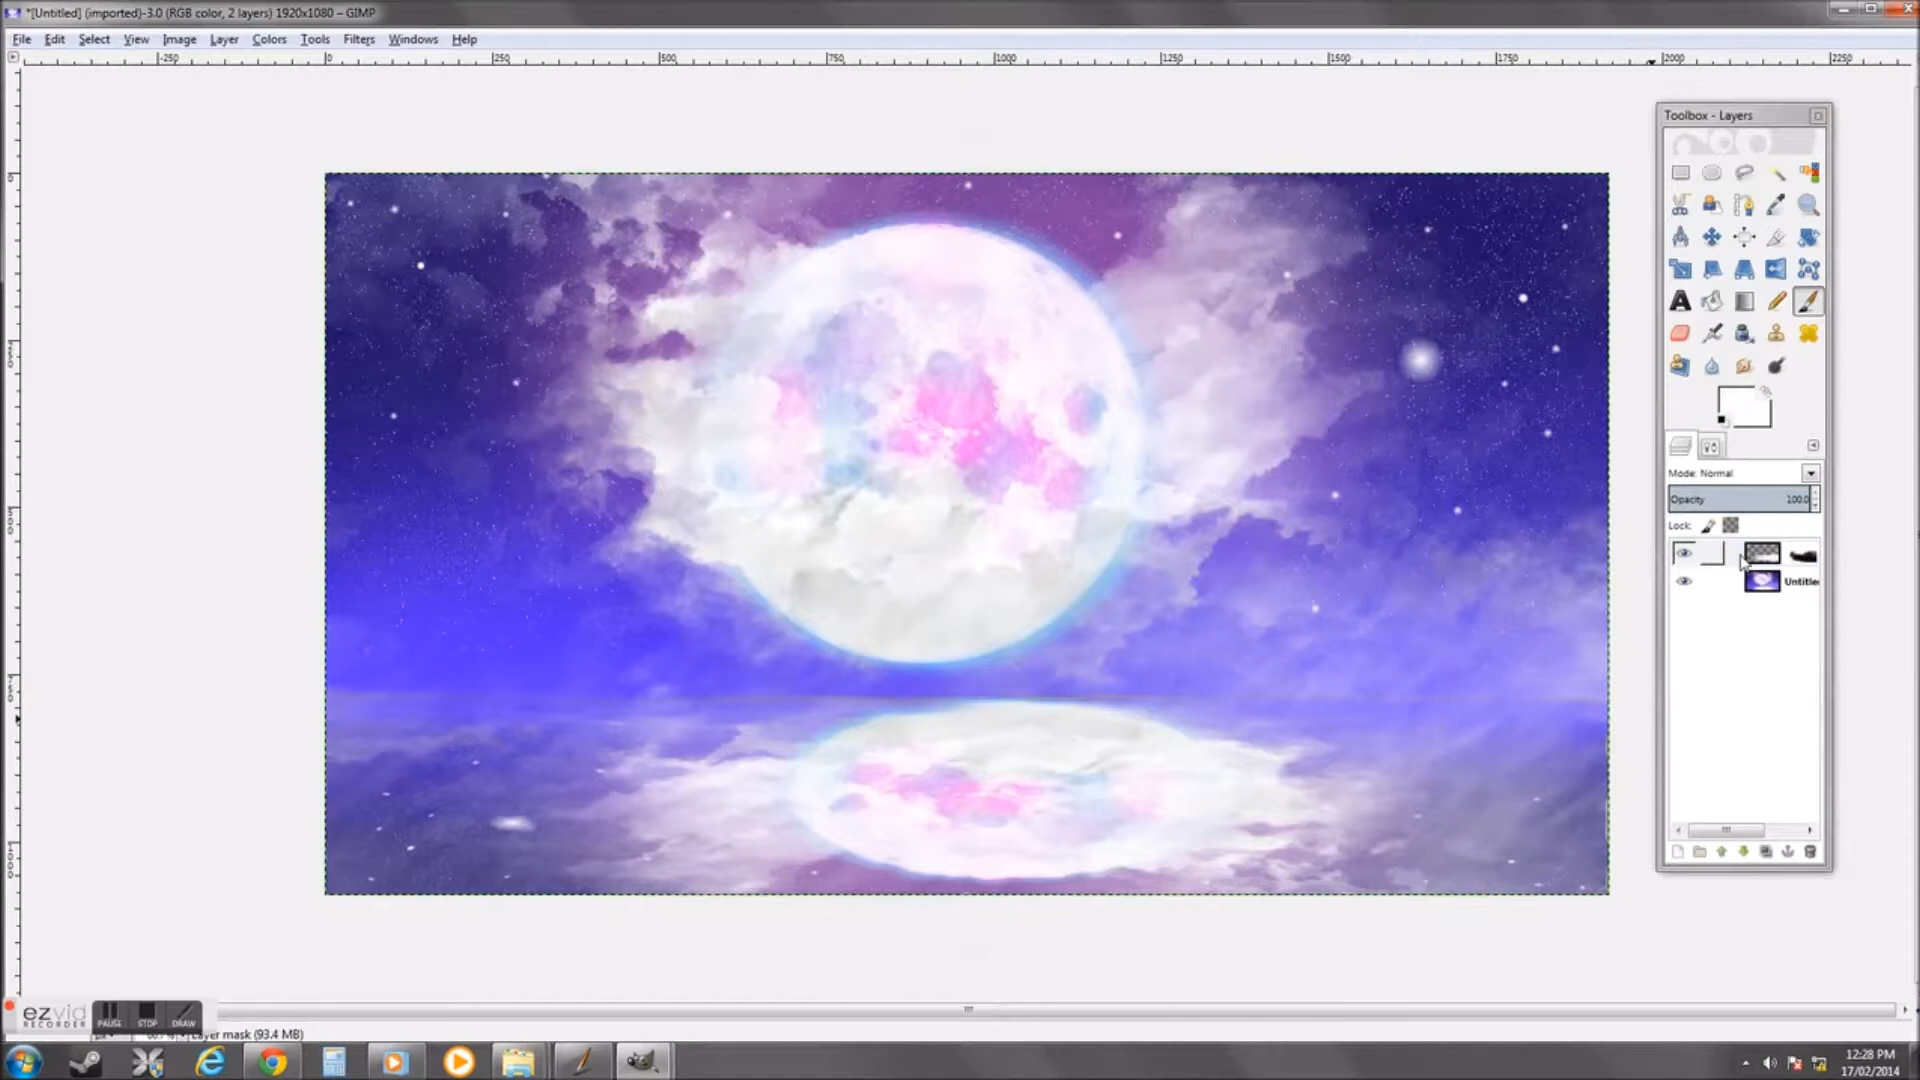 *[Untitled] (imported)-3.0 (RGB color, 2 layers) 1920x1080 – GIMP
File Edit Select View Image Layer Colors Tools Filters Windows Help
-250 0 250 500 750 1000 1250 1500 1750 2000 2250
Toolbox - Layers
Mode: Normal
Opacity 100.0
Lock:
Untitle
ezvid
RECORDER
PAUSE STOP DRAW
Layer mask (93.4 MB)
12:28 PM
17/02/2014